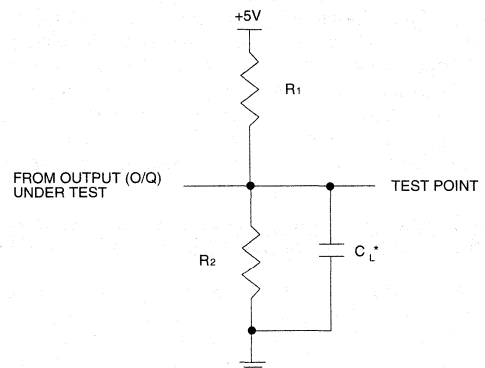 +5V
R1
FROM OUTPUT (O/Q)
UNDER TEST
TEST POINT
R2
CL*